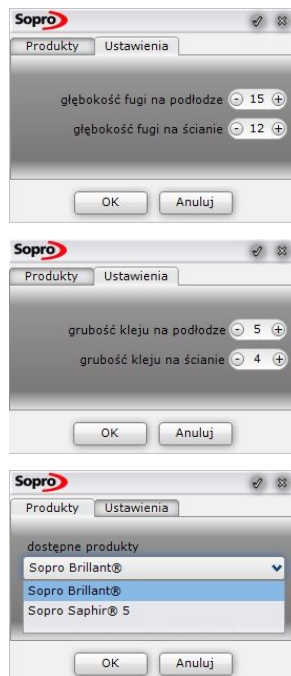 Sopro
Produkty Ustawienia
głębokość fugi na podłodze - 15 +
głębokość fugi na ścianie - 12 +
OK Anuluj
Sopro
Produkty Ustawienia
grubość kleju na podłodze - 5 +
grubość kleju na ścianie - 4 +
OK Anuluj
Sopro
Produkty Ustawienia
dostępne produkty
Sopro Brillant®
Sopro Brillant®
Sopro Saphir® 5
OK Anuluj